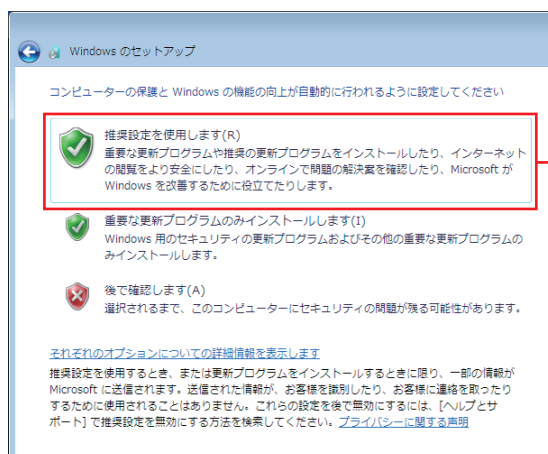 Windows のセットアップ
コンピューターの保護と Windows の機能の向上が自動的に行われるように設定してください
推奨設定を使用します(R)
重要な更新プログラムや推奨の更新プログラムをインストールしたり、インターネット
の閲覧をより安全にしたり、オンラインで問題の解決案を確認したり、Microsoft が
Windows を改善するために役立てたりします。
重要な更新プログラムのみインストールします(I)
Windows 用のセキュリティの更新プログラムおよびその他の重要な更新プログラムの
みインストールします。
後で確認します(A)
選択されるまで、このコンピューターにセキュリティの問題が残る可能性があります。
それぞれのオプションについての詳細情報を表示します
推奨設定を使用するとき、または更新プログラムをインストールするときに限り、一部の情報が
Microsoft に送信されます。送信された情報が、お客様を識別したり、お客様に連絡を取ったり
するために使用されることはありません。これらの設定を後で無効にするには、[ヘルプとサ
ポート] で推奨設定を無効にする方法を検索してください。プライバシーに関する声明